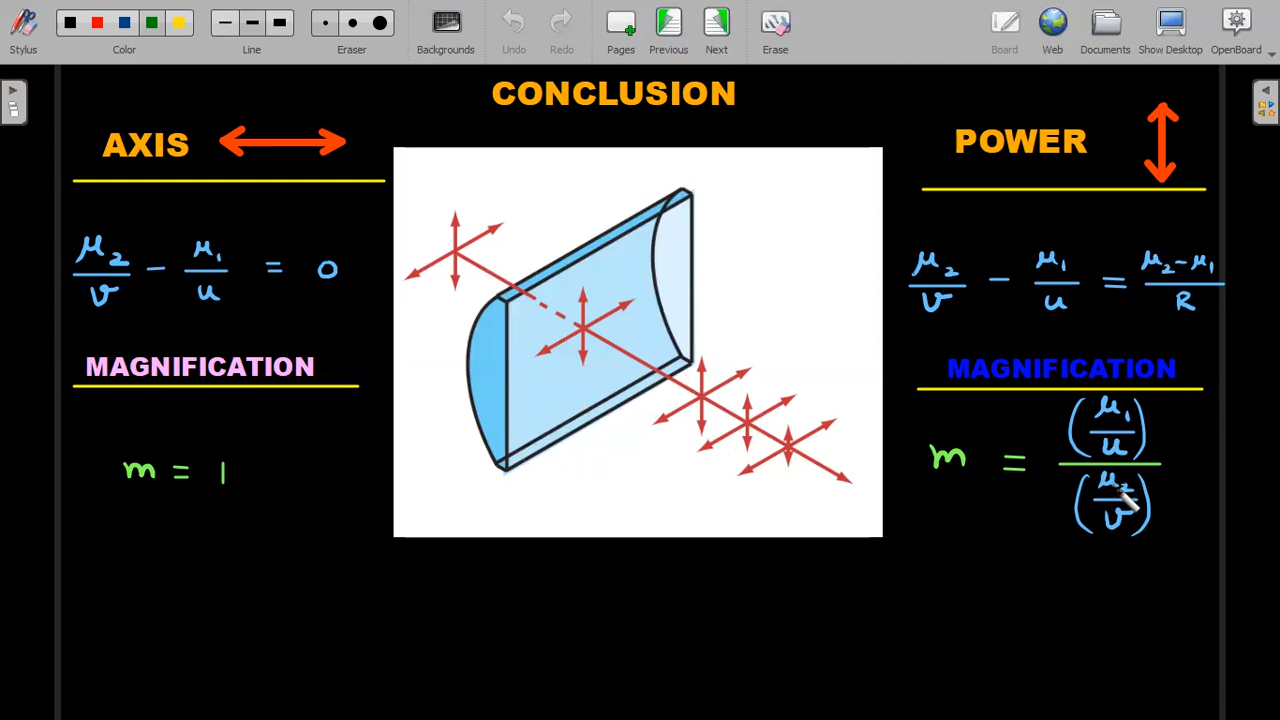 Stylus
Color
Line
Eraser
Backgrounds
Undo
Redo
Pages
Previous
Next
Erase
Board
Web
Documents
Show Desktop
OpenBoard
CONCLUSION
AXIS
μ₂/v - μ₁/u = 0
MAGNIFICATION
m = 1
POWER
μ₂/v - μ₁/u = μ₂-μ₁/R
MAGNIFICATION
m = (μ₁/u)/(μ₂/v)